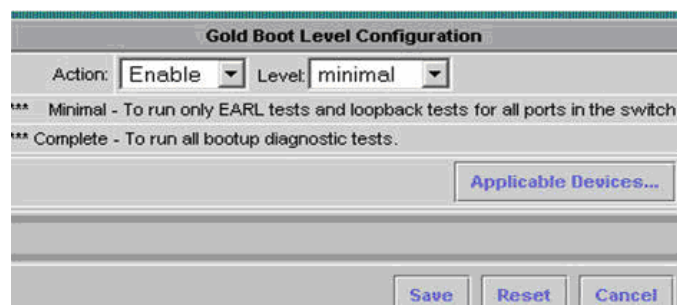 Gold Boot Level Configuration
Action: Enable Level: minimal
*** Minimal - To run only EARL tests and loopback tests for all ports in the switch
*** Complete - To run all bootup diagnostic tests.
Applicable Devices...
Save Reset Cancel